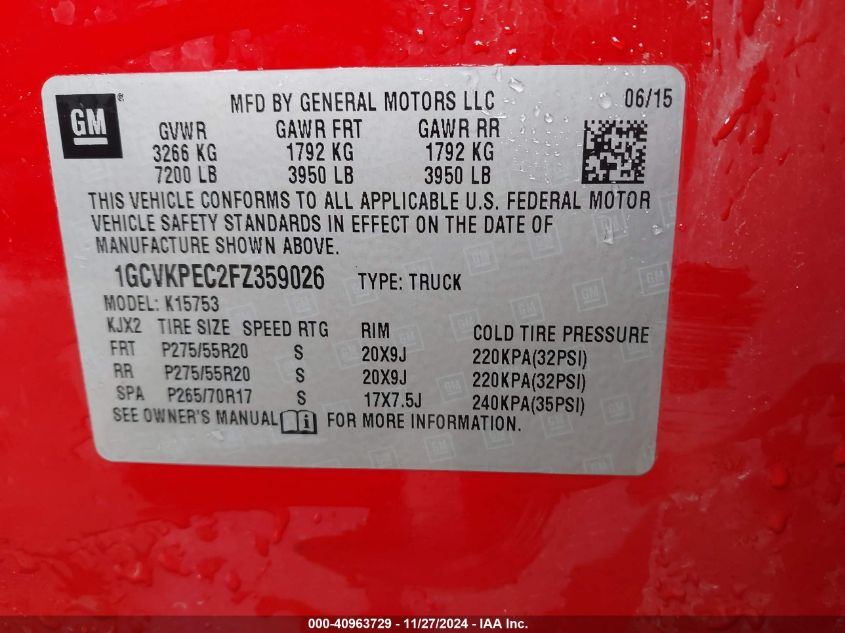 GM®
MFD BY GENERAL MOTORS LLC 06/15
GVWR GAWR FRT GAWR RR
3266 KG 1792 KG 1792 KG
7200 LB 3950 LB 3950 LB
THIS VEHICLE CONFORMS TO ALL APPLICABLE U.S. FEDERAL MOTOR
VEHICLE SAFETY STANDARDS IN EFFECT ON THE DATE OF
MANUFACTURE SHOWN ABOVE.
1GCVKPEC2FZ359026 TYPE: TRUCK
MODEL: K15753
KJX2 TIRE SIZE SPEED RTG RIM COLD TIRE PRESSURE
FRT P275/55R20 S 20X9J 220KPA(32PSI)
RR P275/55R20 S 20X9J 220KPA(32PSI)
SPA P265/70R17 S 17X7.5J 240KPA(35PSI)
SEE OWNER'S MANUAL FOR MORE INFORMATION.
000-40963729 - 11/27/2024 - IAA Inc.